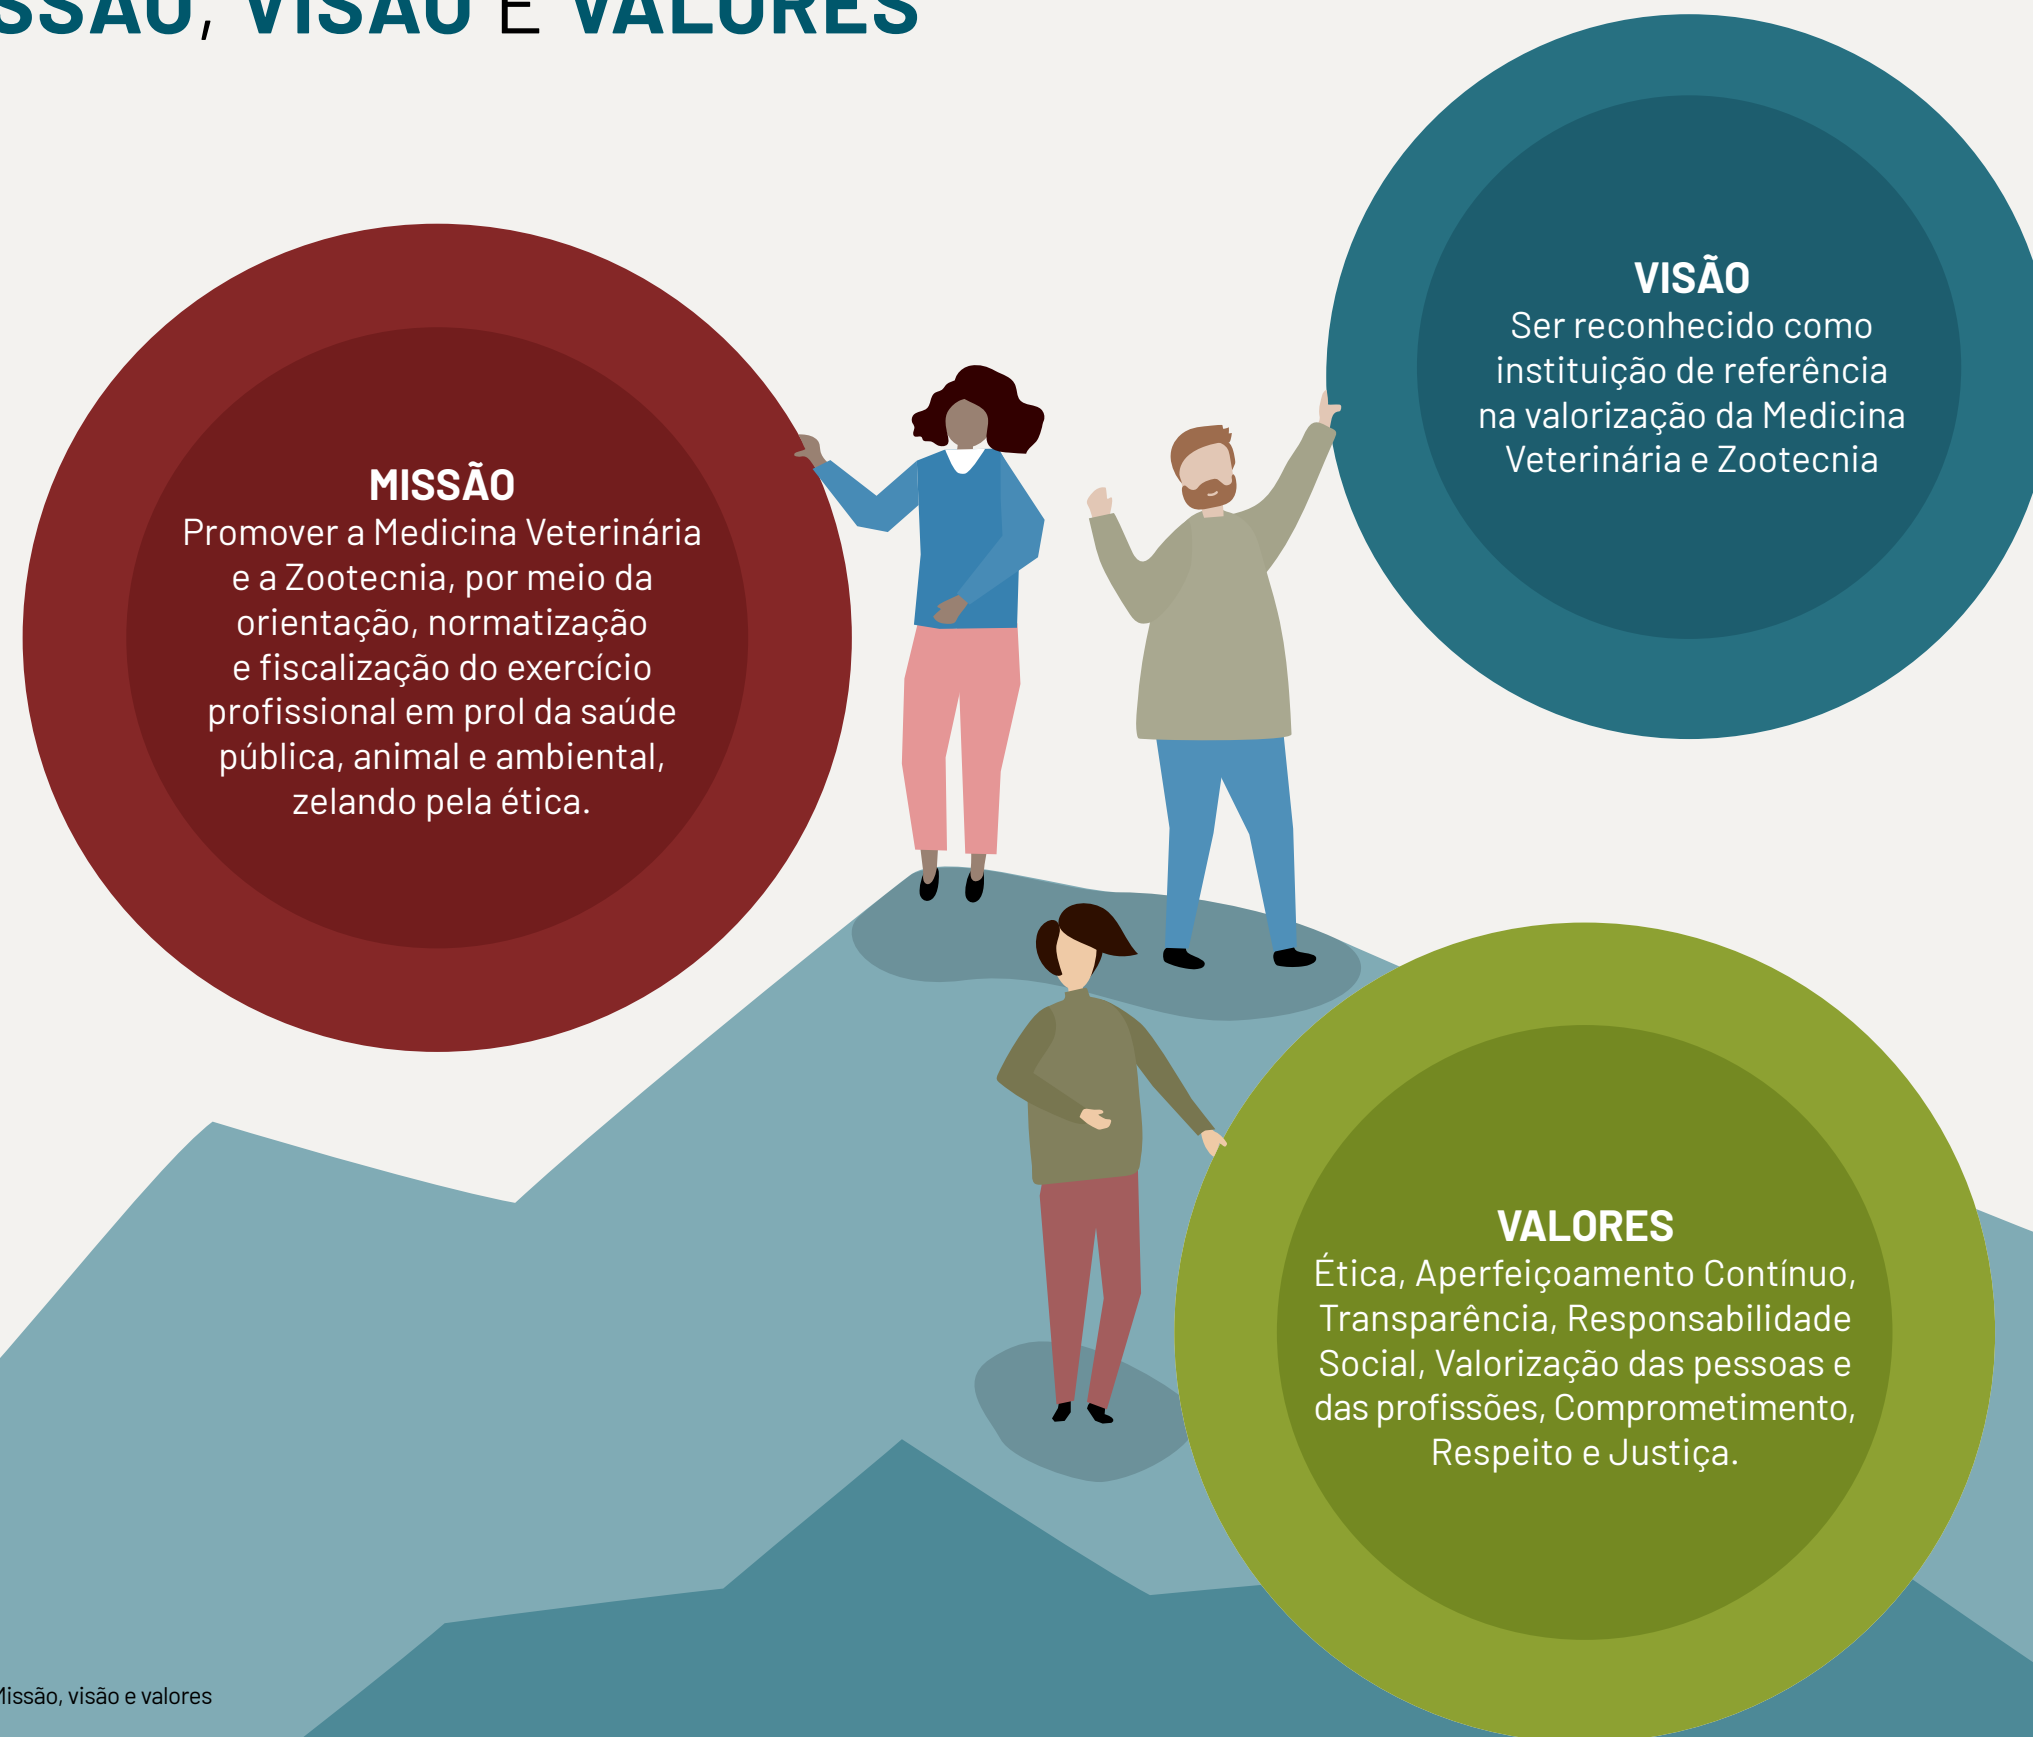 VISÃO E VALORES
MISSÃO
Promover a Medicina Veterinária
e a Zootecnia, por meio da
orientação, normatização
e fiscalização do exercício
profissional em prol da saúde
pública, animal e ambiental,
zelando pela ética.
VISÃO
Ser reconhecido como
instituição de referência
na valorização da Medicina
Veterinária e Zootecnia
VALORES
Ética, Aperfeiçoamento Contínuo,
Transparência, Responsabilidade
Social, Valorização das pessoas e
das profissões, Comprometimento,
Respeito e Justiça.
Missão, visão e valores